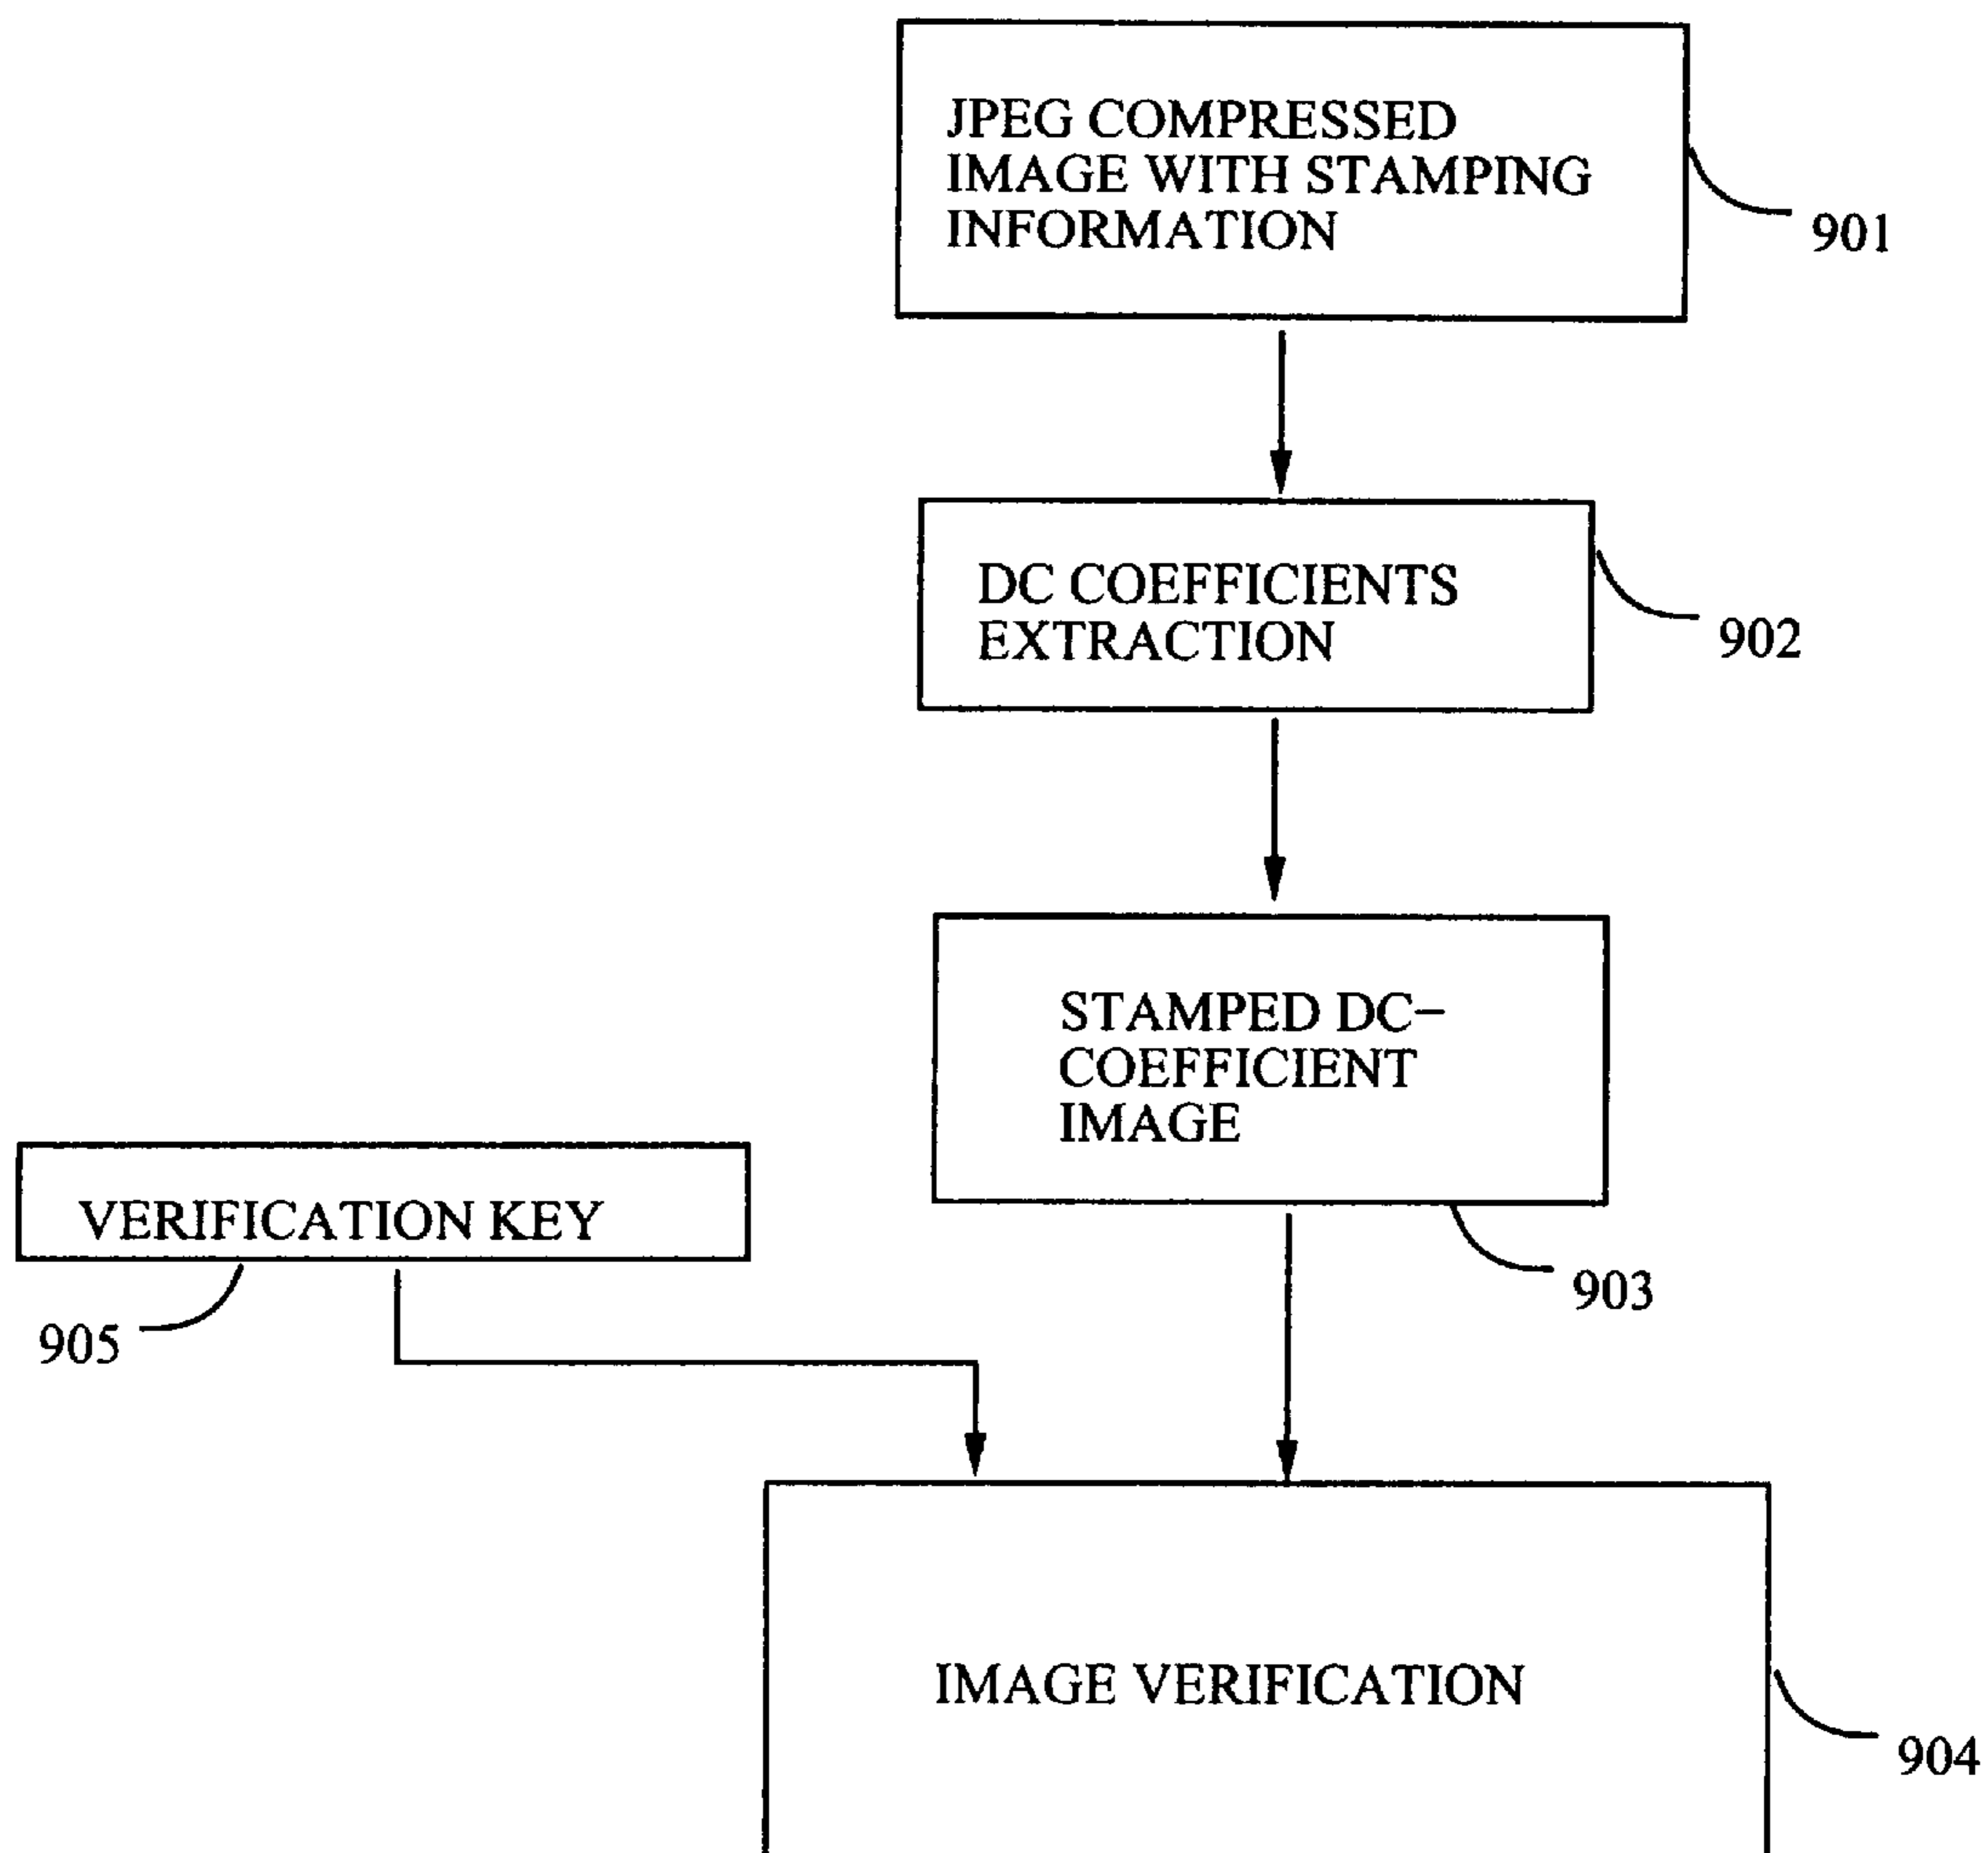 JPEG COMPRESSED
IMAGE WITH STAMPING
INFORMATION
901
DC COEFFICIENTS
EXTRACTION
902
STAMPED DC-
COEFFICIENT
IMAGE
903
VERIFICATION KEY
905
IMAGE VERIFICATION
904